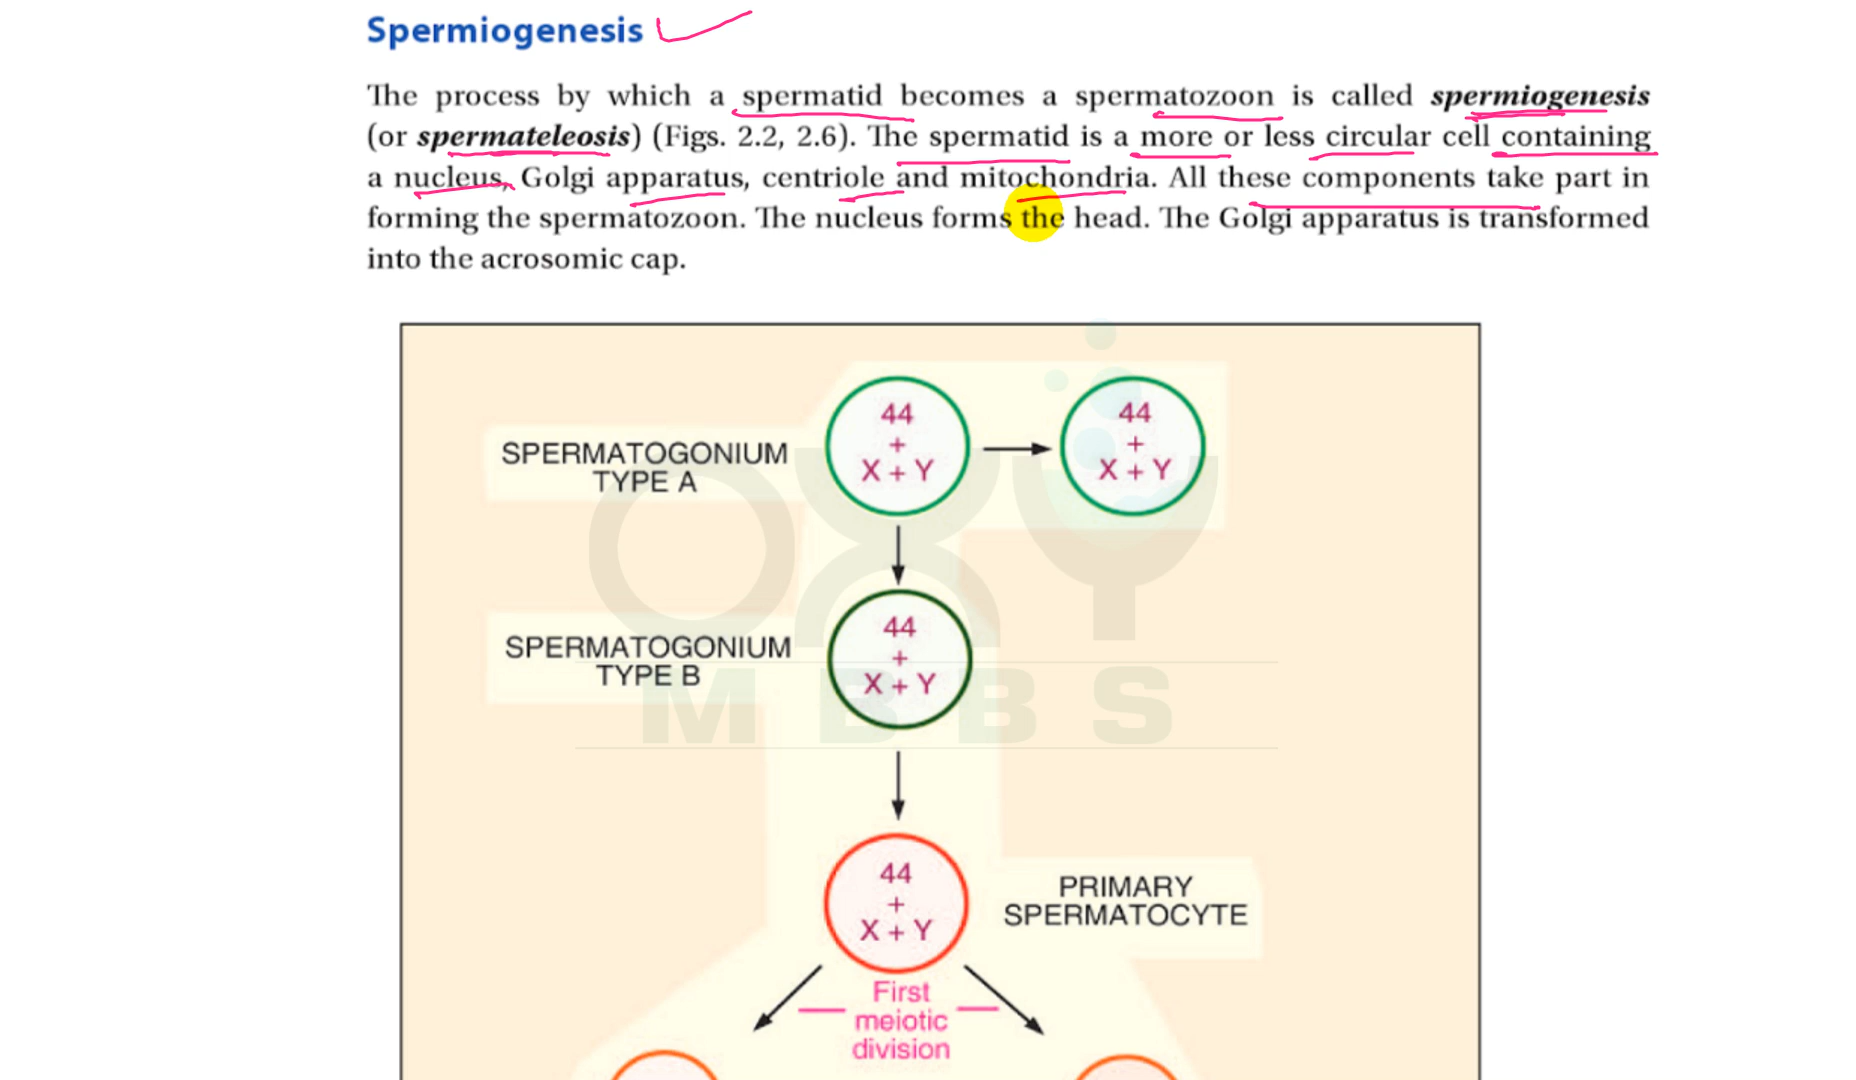 Spermiogenesis
The process by which a spermatid becomes a spermatozoon is called spermiogenesis
(or spermateleosis) (Figs. 2.2, 2.6). The spermatid is a more or less circular cell containing
a nucleus, Golgi apparatus, centriole and mitochondria. All these components take part in
forming the spermatozoon. The nucleus forms the head. The Golgi apparatus is transformed
into the acrosomic cap.
44
+
X + Y
44
+
X + Y
SPERMATOGONIUM
TYPE A
OXY
MBBS
SPERMATOGONIUM
TYPE B
44
+
X + Y
44
+
X + Y
PRIMARY
SPERMATOCYTE
First
meiotic
division